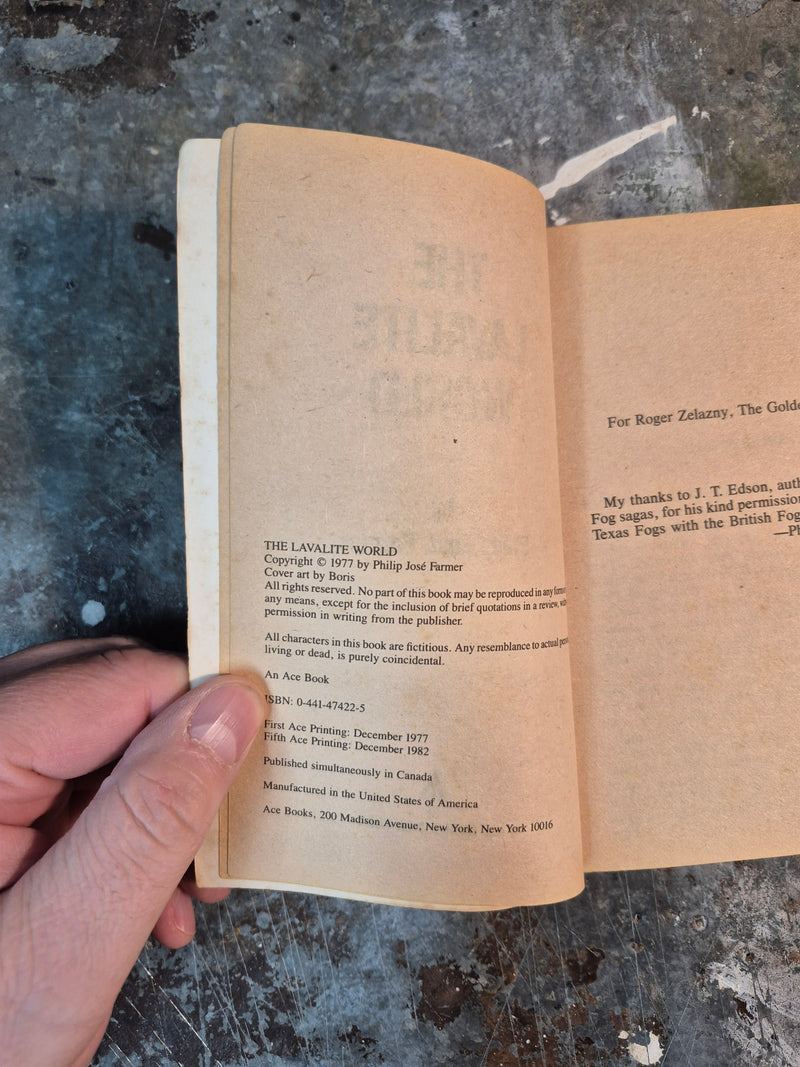 THE LAVALITE WORLD
Copyright © 1977 by Philip José Farmer
Cover art by Boris
All rights reserved. No part of this book may be reproduced in any form
any means, except for the inclusion of brief quotations in a review,
permission in writing from the publisher.
All characters in this book are fictitious. Any resemblance to actual
living or dead, is purely coincidental.
An Ace Book
ISBN: 0-441-47422-5
First Ace Printing: December 1977
Fifth Ace Printing: December 1982
Published simultaneously in Canada
Manufactured in the United States of America
Ace Books, 200 Madison Avenue, New York, New York 10016
For Roger Zelazny, The Golde
My thanks to J. T. Edson, auth
Fog sagas, for his kind permission
Texas Fogs with the British Fog
—Ph